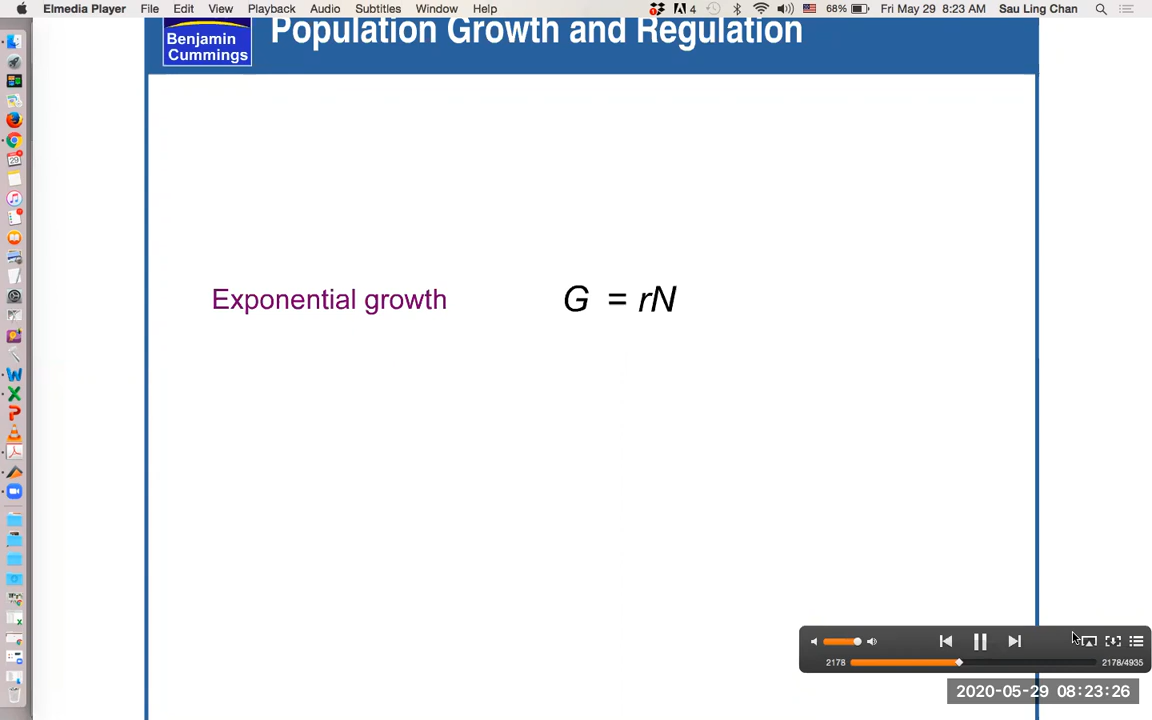 Elmedia Player File Edit View Playback Audio Subtitles Window Help 4 68% Fri May 29 8:23 AM Sau Ling Chan
Benjamin
Cummings
Population Growth and Regulation
Exponential growth G = rN
2178 2178/4935
2020-05-29 08:23:26